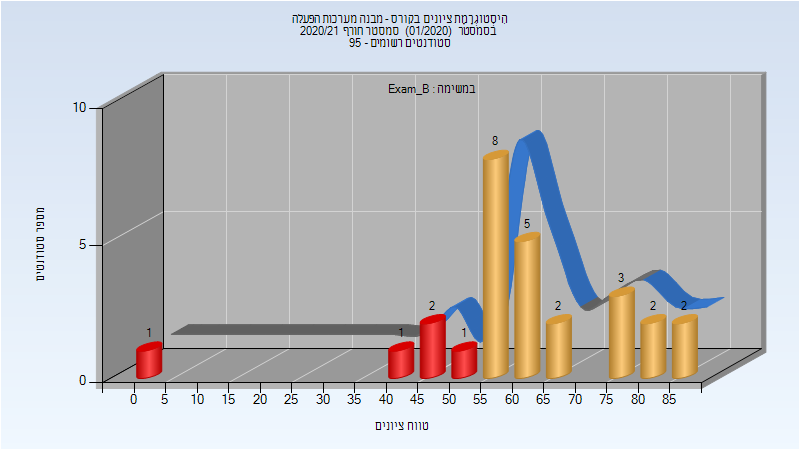 היסטוגרמת ציונים בקורס - מבנה מערכות הפעלה
בסמסטר (01/2020) סמסטר חורף 2020/21
סטודנטים רשומים - 95
במשימה : Exam_B
מספר סטודנטים
10
5
0
1
1
2
1
8
5
2
3
2
2
0 5 10 15 20 25 30 35 40 45 50 55 60 65 70 75 80 85
טווח ציונים